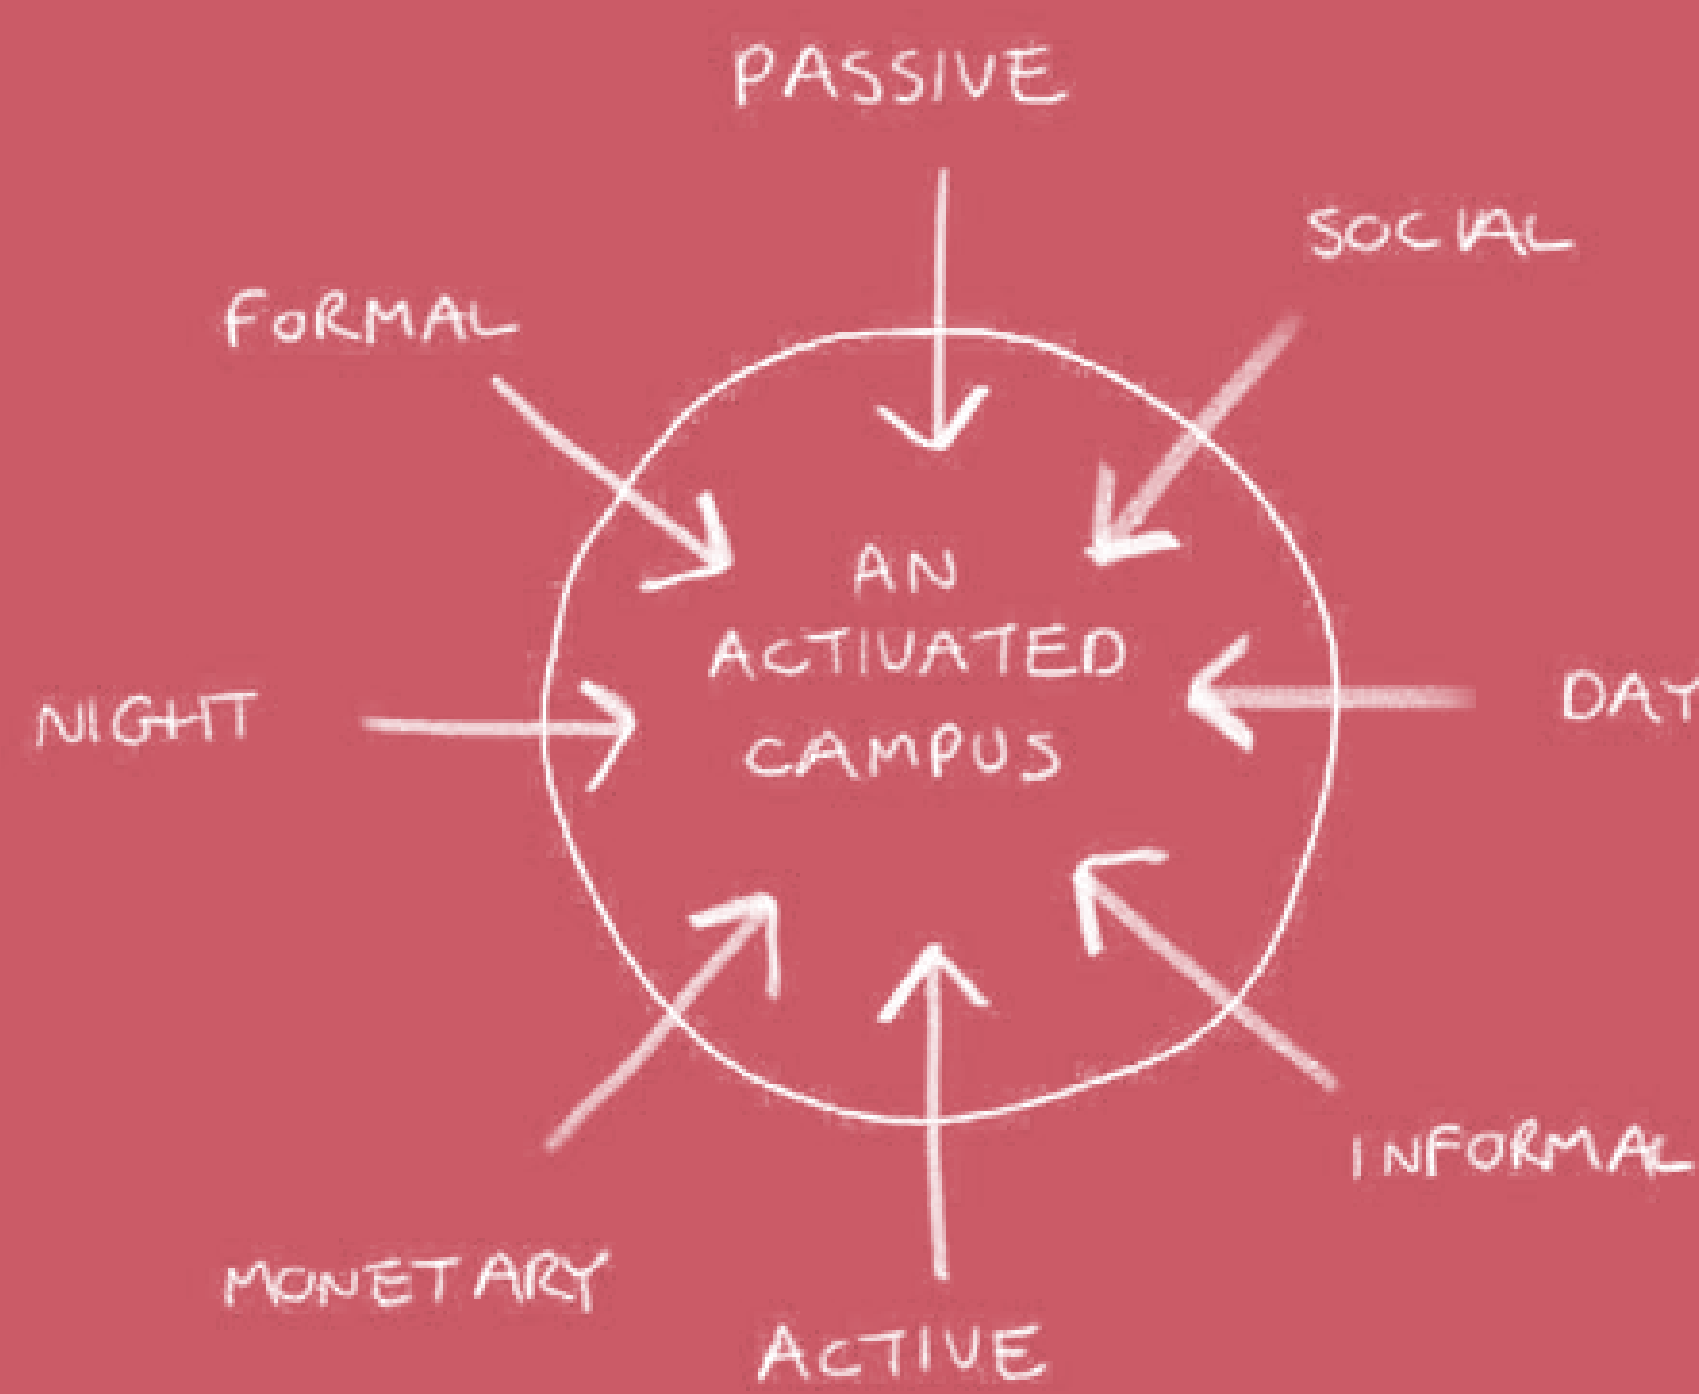 PASSIVE
SOCIAL
FORMAL
AN
ACTIVATED
CAMPUS
NIGHT
DAY
INFORMAL
MONETARY
ACTIVE